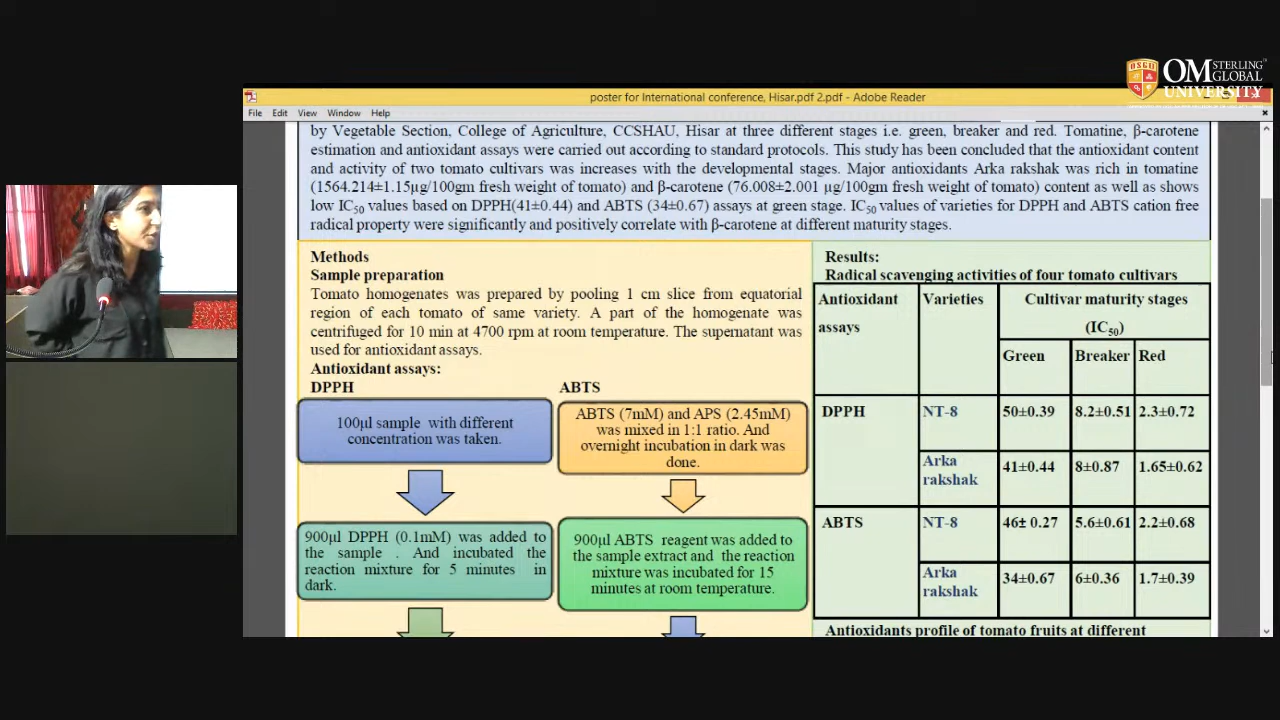 OSGU
OM STERLING GLOBAL UNIVERSITY
poster for International conference, Hisar.pdf 2.pdf - Adobe Reader
File Edit View Window Help
by Vegetable Section, College of Agriculture, CCSHAU, Hisar at three different stages i.e. green, breaker and red. Tomatine, β-carotene
estimation and antioxidant assays were carried out according to standard protocols. This study has been concluded that the antioxidant content
and activity of two tomato cultivars was increases with the developmental stages. Major antioxidants Arka rakshak was rich in tomatine
(1564.214±1.15µg/100gm fresh weight of tomato) and β-carotene (76.008±2.001 µg/100gm fresh weight of tomato) content as well as shows
low IC50 values based on DPPH(41±0.44) and ABTS (34±0.67) assays at green stage. IC50 values of varieties for DPPH and ABTS cation free
radical property were significantly and positively correlate with β-carotene at different maturity stages.
Methods
Sample preparation
Tomato homogenates was prepared by pooling 1 cm slice from equatorial
region of each tomato of same variety. A part of the homogenate was
centrifuged for 10 min at 4700 rpm at room temperature. The supernatant was
used for antioxidant assays.
Antioxidant assays:
DPPH ABTS
100µl sample with different
concentration was taken.
ABTS (7mM) and APS (2.45mM)
was mixed in 1:1 ratio. And
overnight incubation in dark was
done.
900µl DPPH (0.1mM) was added to
the sample . And incubated the
reaction mixture for 5 minutes in
dark.
900µl ABTS reagent was added to
the sample extract and the reaction
mixture was incubated for 15
minutes at room temperature.
Results:
Radical scavenging activities of four tomato cultivars
Antioxidant assays Varieties Cultivar maturity stages (IC50)
Green Breaker Red
DPPH NT-8 50±0.39 8.2±0.51 2.3±0.72
Arka rakshak 41±0.44 8±0.87 1.65±0.62
ABTS NT-8 46± 0.27 5.6±0.61 2.2±0.68
Arka rakshak 34±0.67 6±0.36 1.7±0.39
Antioxidants profile of tomato fruits at different